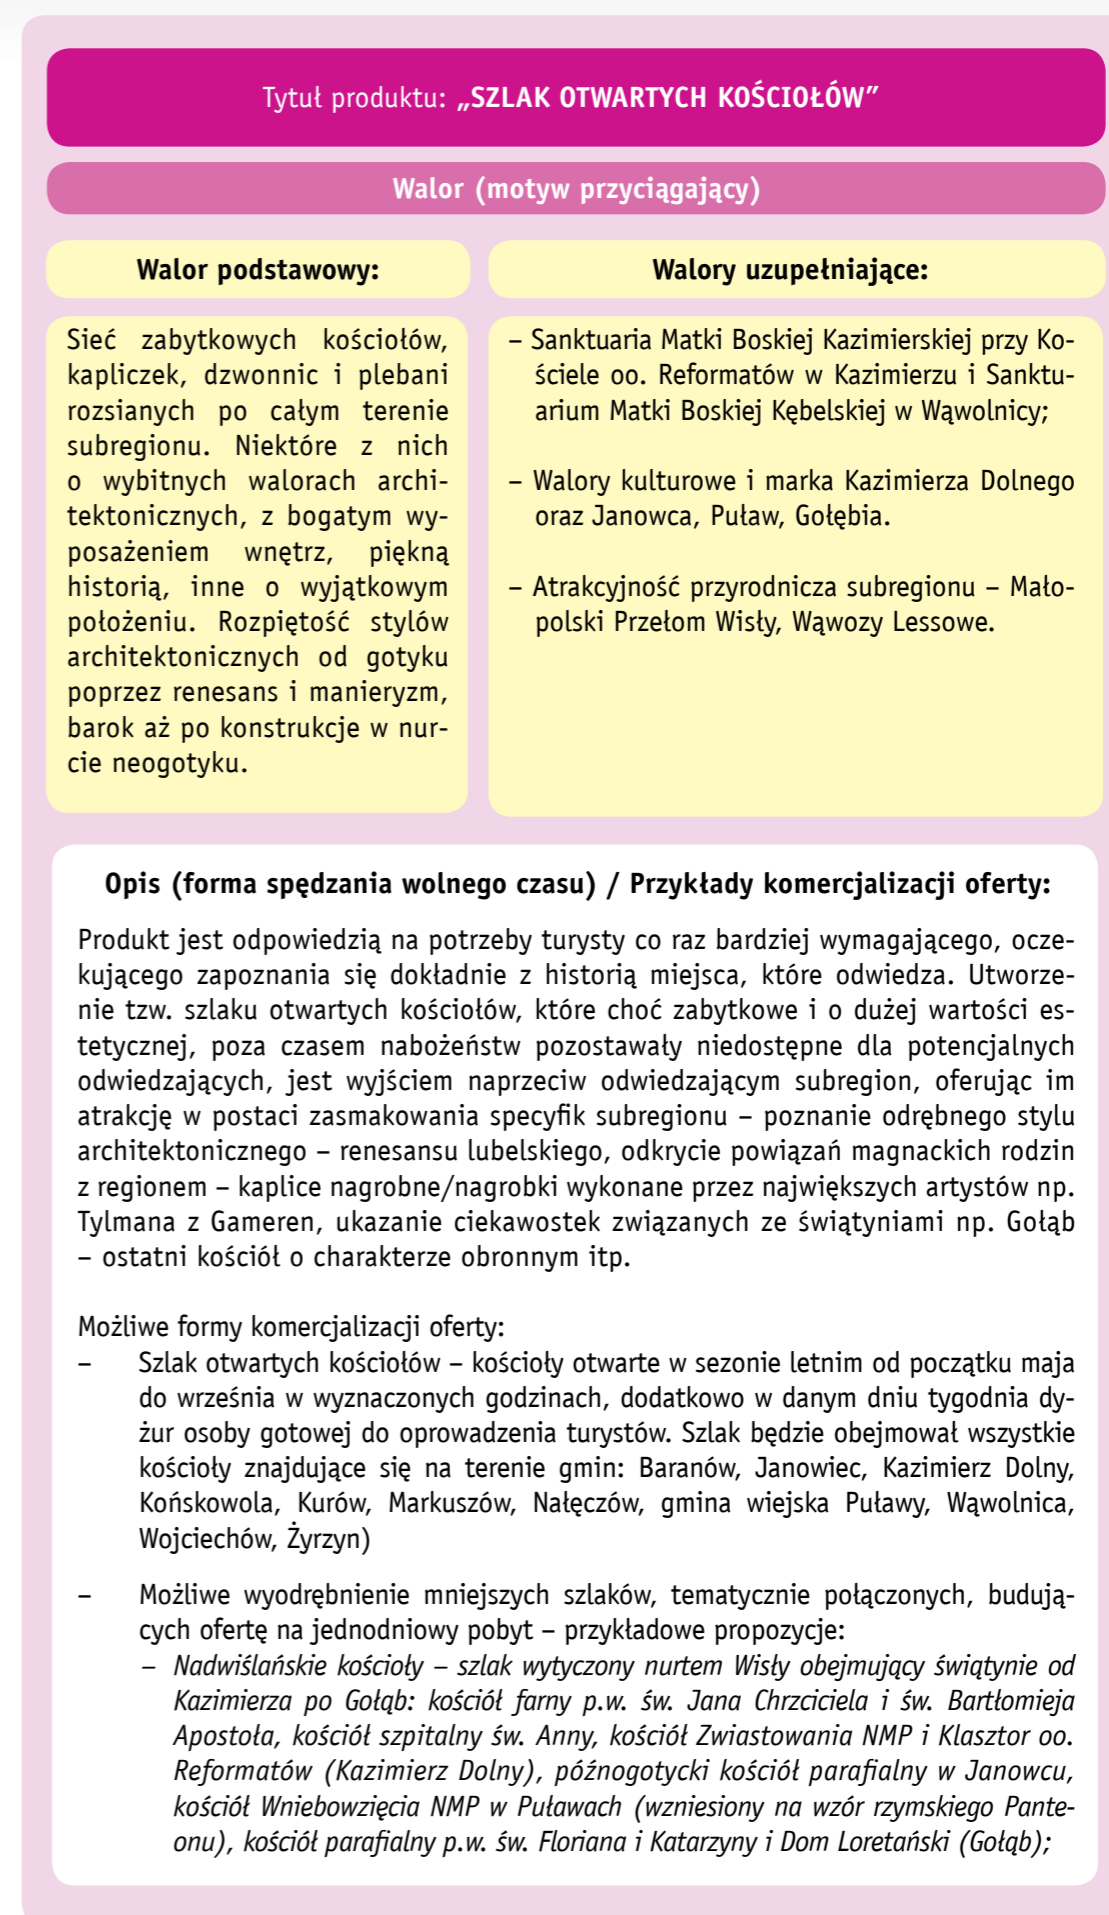 Tytuł produktu: „SZLAK OTWARTYCH KOŚCIOŁÓW”
Walor (motyw przyciągający)
Walor podstawowy:
Sieć zabytkowych kościołów,
kapliczek, dzwonnic i plebani
rozsianych po całym terenie
subregionu. Niektóre z nich
o wybitnych walorach archi-
tektonicznych, z bogatym wy-
posażeniem wnętrz, piękną
historią, inne o wyjątkowym
położeniu. Rozpiętość stylów
architektonicznych od gotyku
poprzez renesans i manieryzm,
barok aż po konstrukcje w nur-
cie neogotyku.
Walory uzupełniające:
– Sanktuaria Matki Boskiej Kazimierskiej przy Ko-
ściele oo. Reformatów w Kazimierzu i Sanktu-
arium Matki Boskiej Kębelskiej w Wąwolnicy;
– Walory kulturowe i marka Kazimierza Dolnego
oraz Janowca, Puław, Gołębia.
– Atrakcyjność przyrodnicza subregionu – Mało-
polski Przełom Wisły, Wąwozy Lessowe.
Opis (forma spędzania wolnego czasu) / Przykłady komercjalizacji oferty:
Produkt jest odpowiedzią na potrzeby turysty co raz bardziej wymagającego, ocze-
kującego zapoznania się dokładnie z historią miejsca, które odwiedza. Utworze-
nie tzw. szlaku otwartych kościołów, które choć zabytkowe i o dużej wartości es-
tetycznej, poza czasem nabożeństw pozostawały niedostępne dla potencjalnych
odwiedzających, jest wyjściem naprzeciw odwiedzającym subregion, oferując im
atrakcję w postaci zasmakowania specyfik subregionu – poznanie odrębnego stylu
architektonicznego – renesansu lubelskiego, odkrycie powiązań magnackich rodzin
z regionem – kaplice nagrobne/nagrobki wykonane przez największych artystów np.
Tylmana z Gameren, ukazanie ciekawostek związanych ze świątyniami np. Gołąb
– ostatni kościół o charakterze obronnym itp.
Możliwe formy komercjalizacji oferty:
– Szlak otwartych kościołów – kościoły otwarte w sezonie letnim od początku maja
do września w wyznaczonych godzinach, dodatkowo w danym dniu tygodnia dy-
żur osoby gotowej do oprowadzenia turystów. Szlak będzie obejmował wszystkie
kościoły znajdujące się na terenie gmin: Baranów, Janowiec, Kazimierz Dolny,
Końskowola, Kurów, Markuszów, Nałęczów, gmina wiejska Puławy, Wąwolnica,
Wojciechów, Żyrzyn)
– Możliwe wyodrębnienie mniejszych szlaków, tematycznie połączonych, budują-
cych ofertę na jednodniowy pobyt – przykładowe propozycje:
– Nadwiślańskie kościoły – szlak wytyczony nurtem Wisły obejmujący świątynie od
Kazimierza po Gołąb: kościół farny p.w. św. Jana Chrzciciela i św. Bartłomieja
Apostoła, kościół szpitalny św. Anny, kościół Zwiastowania NMP i Klasztor oo.
Reformatów (Kazimierz Dolny), późnogotycki kościół parafialny w Janowcu,
kościół Wniebowzięcia NMP w Puławach (wzniesiony na wzór rzymskiego Pante-
onu), kościół parafialny p.w. św. Floriana i Katarzyny i Dom Loretański (Gołąb);